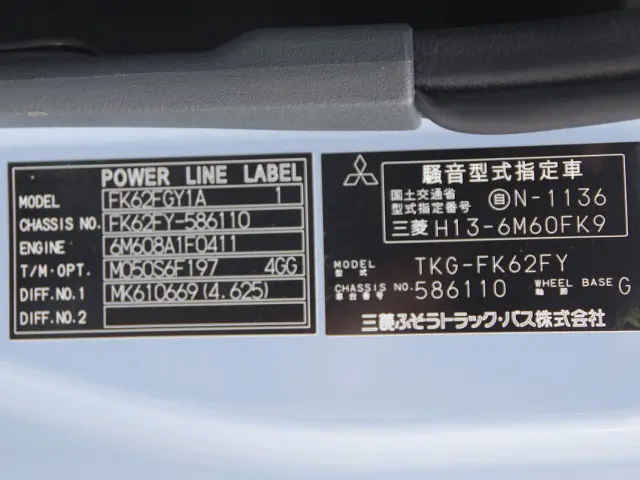 POWER LINE LABEL
MODEL FK62FGY1A 1
CHASSIS NO. FK62FY-586110
ENGINE 6M608A1F0411
T/M・OPT. M050S6F197 4GG
DIFF.NO.1 MK610669(4.625)
DIFF.NO.2
騒音型式指定車
国土交通省
型式指定番号 自N-1136
三菱 H13-6M60FK9
MODEL 型式 TKG-FK62FY
CHASSIS NO 車台番号 586110 WHEEL BASE 軸距 G
三菱ふそうトラック・バス株式会社